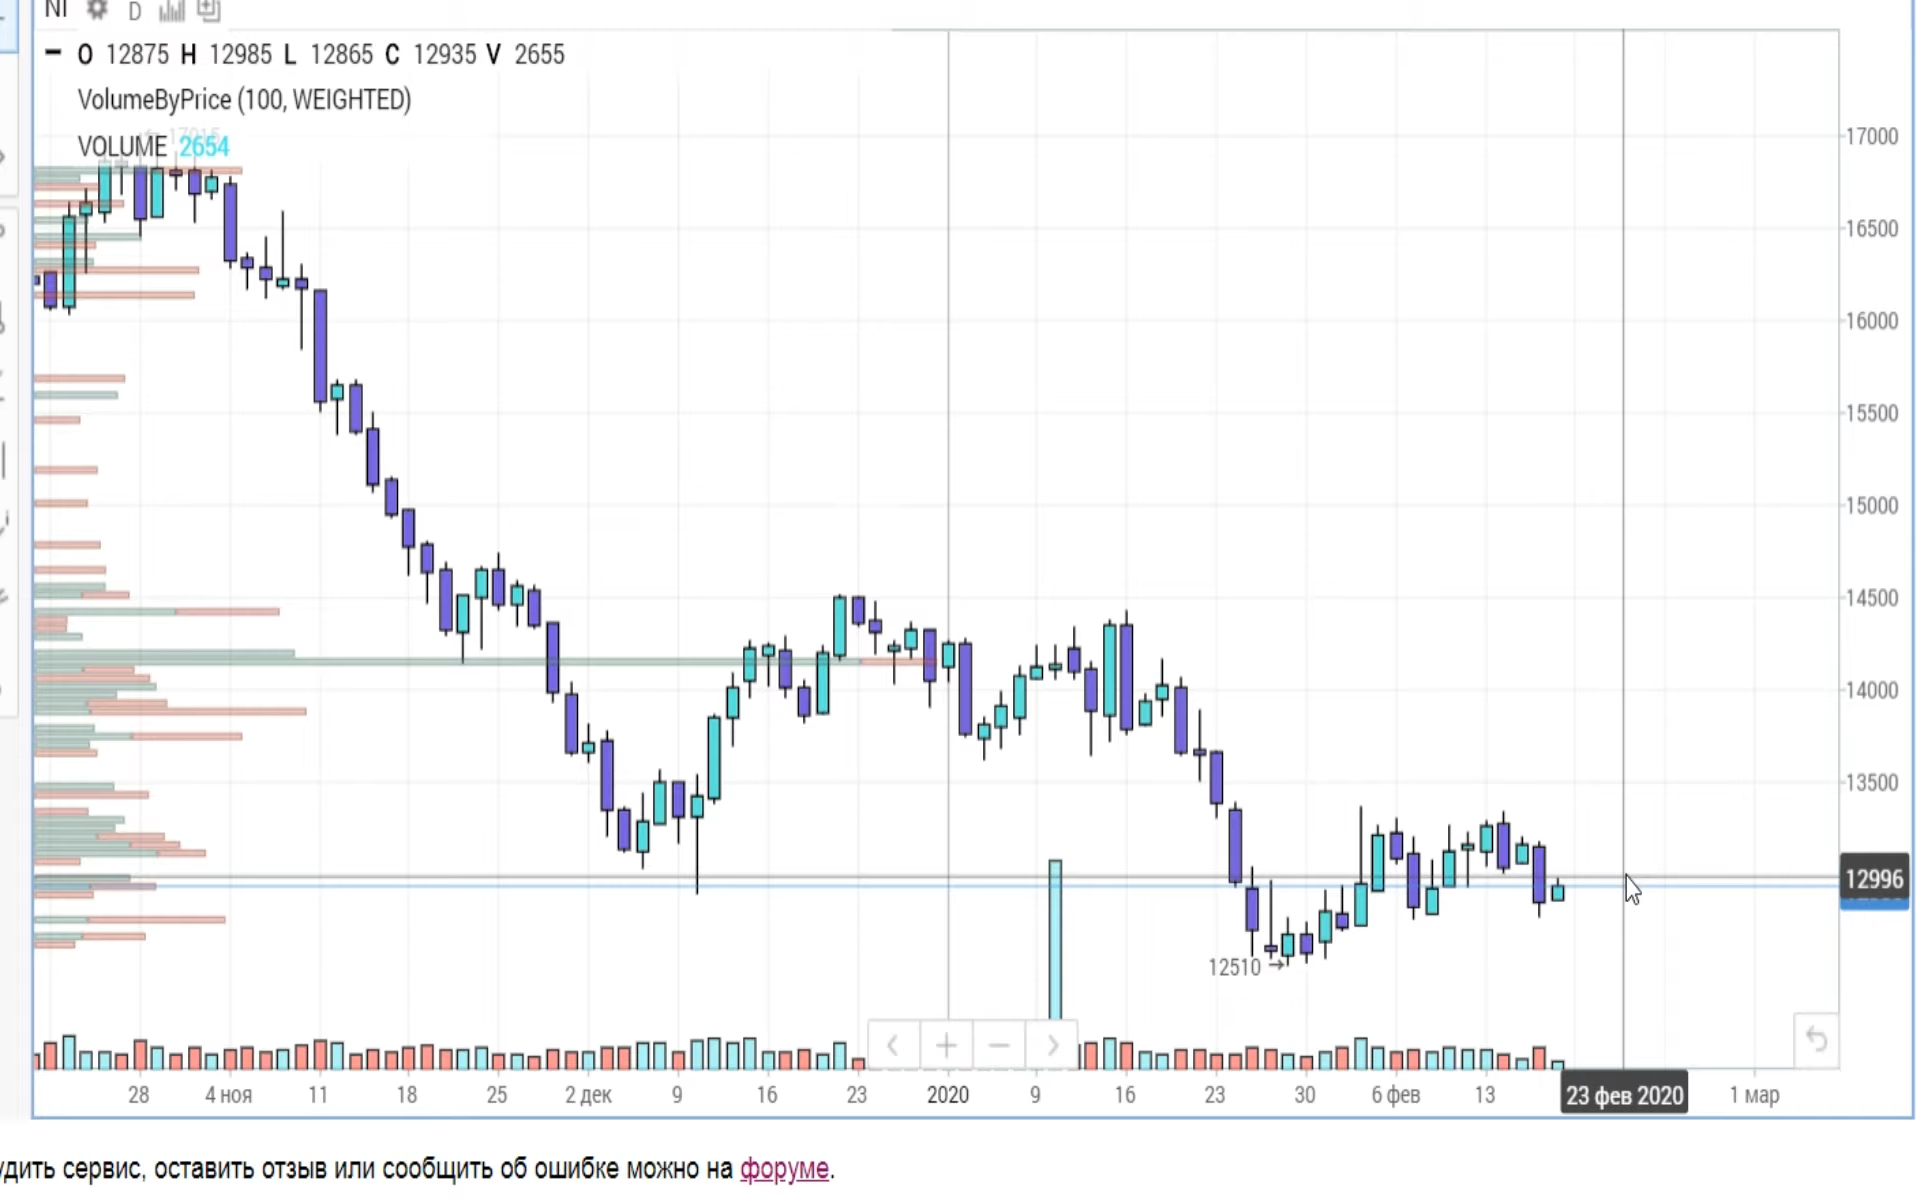 NI D
O 12875 H 12985 L 12865 C 12935 V 2655
VolumeByPrice (100, WEIGHTED)
17015
VOLUME 2654
17000
16500
16000
15500
15000
14500
14000
13500
12996
12510 →
28 4 ноя 11 18 25 2 дек 9 16 23 2020 9 16 23 30 6 фев 13 23 фев 2020 1 мар
удить сервис, оставить отзыв или сообщить об ошибке можно на форуме.